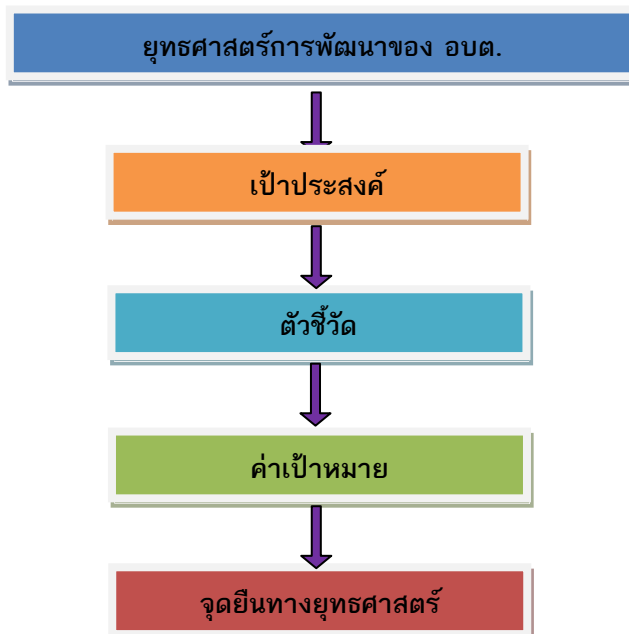 ยุทธศาสตร์การพัฒนาของ อบต.
เป้าประสงค์
ตัวชี้วัด
ค่าเป้าหมาย
จุดยืนทางยุทธศาสตร์